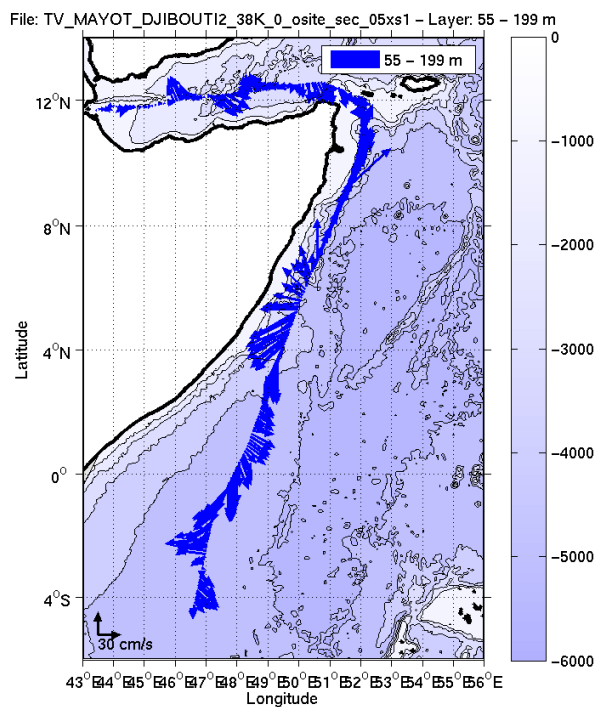 File: TV_MAYOT_DJIBOUTI2_38K_0_osite_sec_05xs1 – Layer: 55 – 199 m
55 – 199 m
12°N
8°N
4°N
0°
4°S
Latitude
30 cm/s
43°E 44°E 45°E 46°E 47°E 48°E 49°E 50°E 51°E 52°E 53°E 54°E 55°E 56°E
Longitude
0
−1000
−2000
−3000
−4000
−5000
−6000